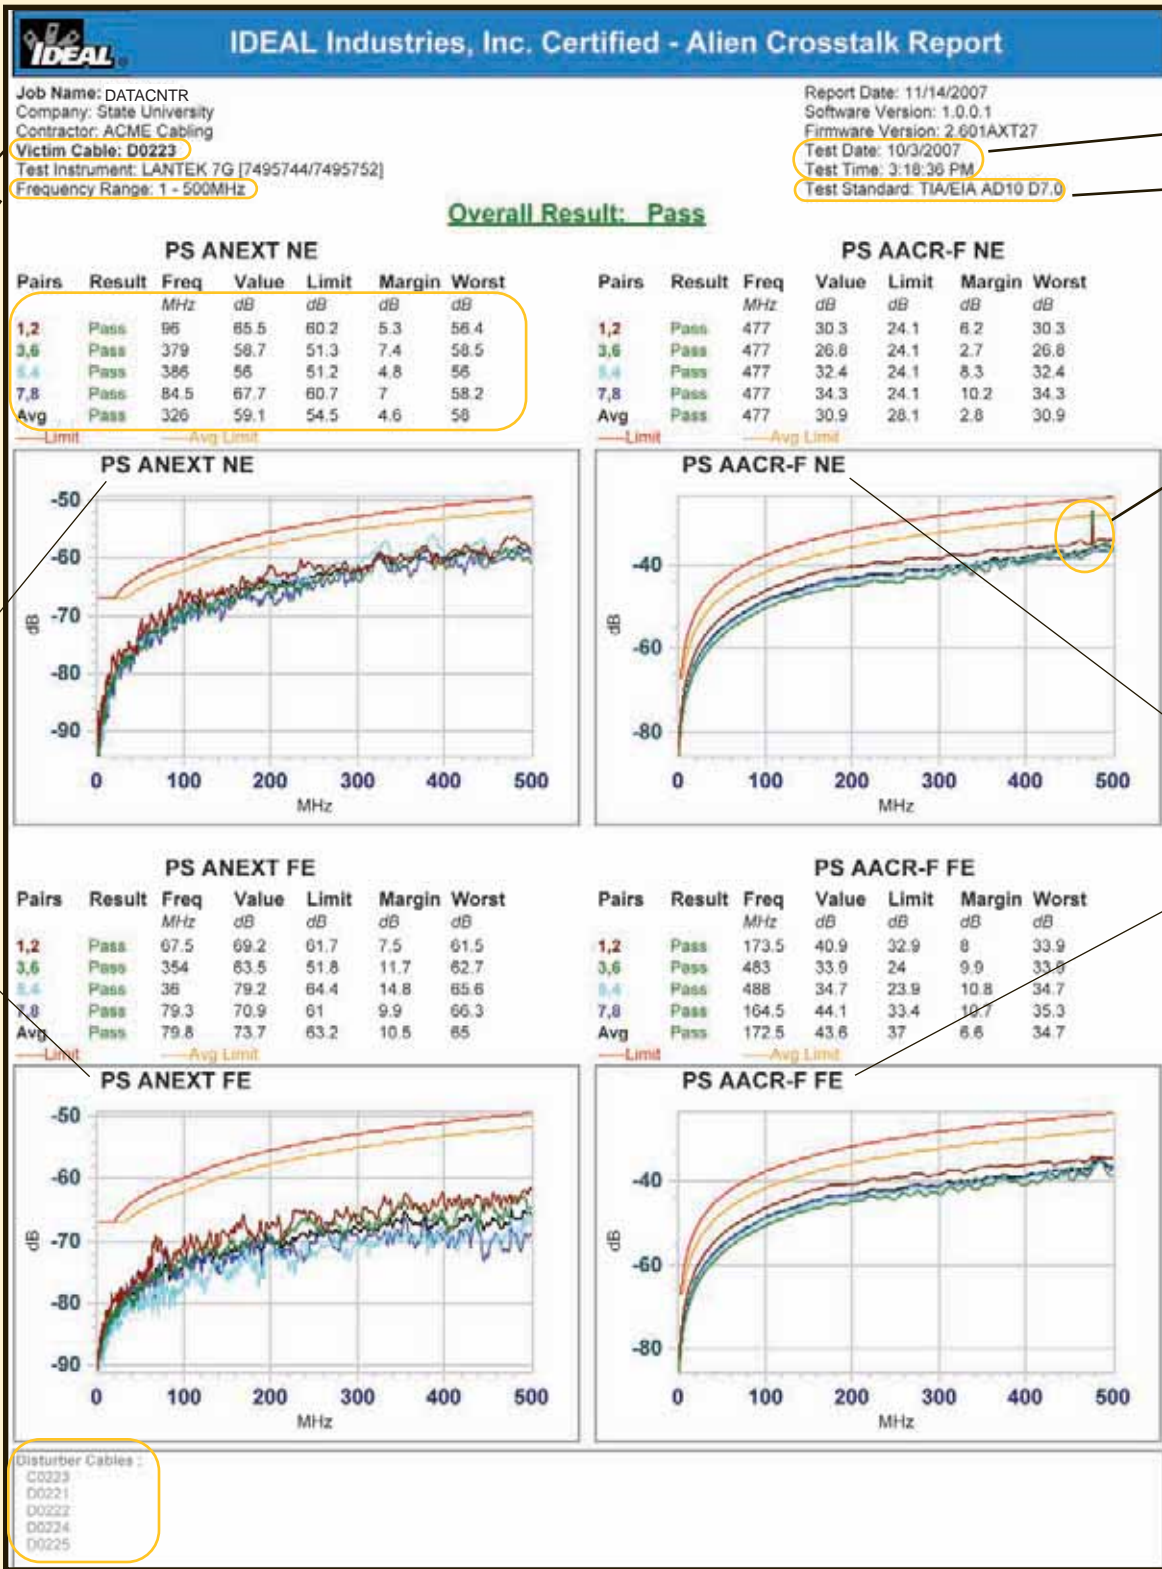 IDEAL
IDEAL Industries, Inc. Certified - Alien Crosstalk Report
Job Name: DATACNTR
Company: State University
Contractor: ACME Cabling
Victim Cable: D0223
Test Instrument: LANTEK 7G [7495744/7495752]
Frequency Range: 1 - 500MHz
Report Date: 11/14/2007
Software Version: 1.0.0.1
Firmware Version: 2.601AXT27
Test Date: 10/3/2007
Test Time: 3:18:36 PM
Test Standard: TIA/EIA AD10 D7.0
Overall Result: Pass
PS ANEXT NE
Pairs Result Freq Value Limit Margin Worst
MHz dB dB dB dB
1,2 Pass 96 65.5 60.2 5.3 56.4
3,6 Pass 379 58.7 51.3 7.4 58.5
5,4 Pass 386 56 51.2 4.8 56
7,8 Pass 84.5 67.7 60.7 7 58.2
Avg Pass 326 59.1 54.5 4.6 58
Limit Avg Limit
PS AACR-F NE
Pairs Result Freq Value Limit Margin Worst
MHz dB dB dB dB
1,2 Pass 477 30.3 24.1 6.2 30.3
3,6 Pass 477 26.8 24.1 2.7 26.8
5,4 Pass 477 32.4 24.1 8.3 32.4
7,8 Pass 477 34.3 24.1 10.2 34.3
Avg Pass 477 30.9 28.1 2.8 30.9
Limit Avg Limit
PS ANEXT NE
-50
-60
-70
-80
-90
dB
0 100 200 300 400 500
MHz
PS AACR-F NE
-40
-60
-80
dB
0 100 200 300 400 500
MHz
PS ANEXT FE
Pairs Result Freq Value Limit Margin Worst
MHz dB dB dB dB
1,2 Pass 67.5 69.2 61.7 7.5 61.5
3,6 Pass 354 63.5 51.8 11.7 62.7
5,4 Pass 36 79.2 64.4 14.8 65.6
7,8 Pass 79.3 70.9 61 9.9 66.3
Avg Pass 79.8 73.7 63.2 10.5 65
Limit Avg Limit
PS AACR-F FE
Pairs Result Freq Value Limit Margin Worst
MHz dB dB dB dB
1,2 Pass 173.5 40.9 32.9 8 33.9
3,6 Pass 483 33.9 24 9.9 33.9
5,4 Pass 488 34.7 23.9 10.8 34.7
7,8 Pass 164.5 44.1 33.4 10.7 35.3
Avg Pass 172.5 43.6 37 6.6 34.7
Limit Avg Limit
PS ANEXT FE
-50
-60
-70
-80
-90
dB
0 100 200 300 400 500
MHz
PS AACR-F FE
-40
-60
-80
dB
0 100 200 300 400 500
MHz
Disturber Cables :
C0223
D0221
D0222
D0224
D0225